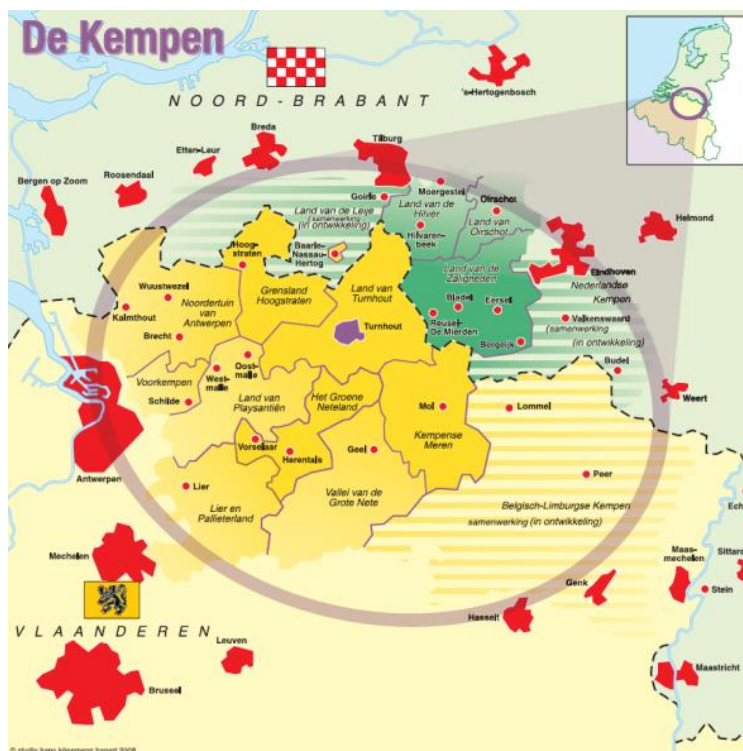 De Kempen
NOORD-BRABANT
's-Hertogenbosch
Tilburg
Breda
Etten-Leur
Roosendaal
Bergen op Zoom
Moergestel
Oirschot
Goirle
Land van de Hilver
Land van de Leije
(samenwerking)
(in ontwikkeling)
Land van
Oirschot
Helmond
Hilvaren-
beek
Hoog-
straten
Baarle-
Nassau-
Hertog
Eindhoven
Land van de
Zaligheden
Nederlandse
Kempen
Wuustwezel
Grensland
Hoogstraten
Land van
Turnhout
Noordertuin
van
Antwerpen
Kalmthout
Bladel
Eersel
Reusel-
De Mierden
Valkenswaard
(samenwerking
(in ontwikkeling)
Turnhout
Brecht
Bergeijk
Oost-
malle
West-
malle
Budel
Voorkempen
Schilde
Land van
Playsantiën
Het Groene
Neteland
Mol
Lommel
Weert
Kempense
Meren
Vorselaar
Herentals
Geel
Antwerpen
Lier
Peer
Lier en
Pallieterland
Vallei van de
Grote Nete
Belgisch-Limburgse Kempen
samenwerking (in ontwikkeling)
Mechelen
Maas-
mechelen
Sittard
Genk
Stein
Hasselt
VLAANDEREN
Leuven
Maastricht
Brussel